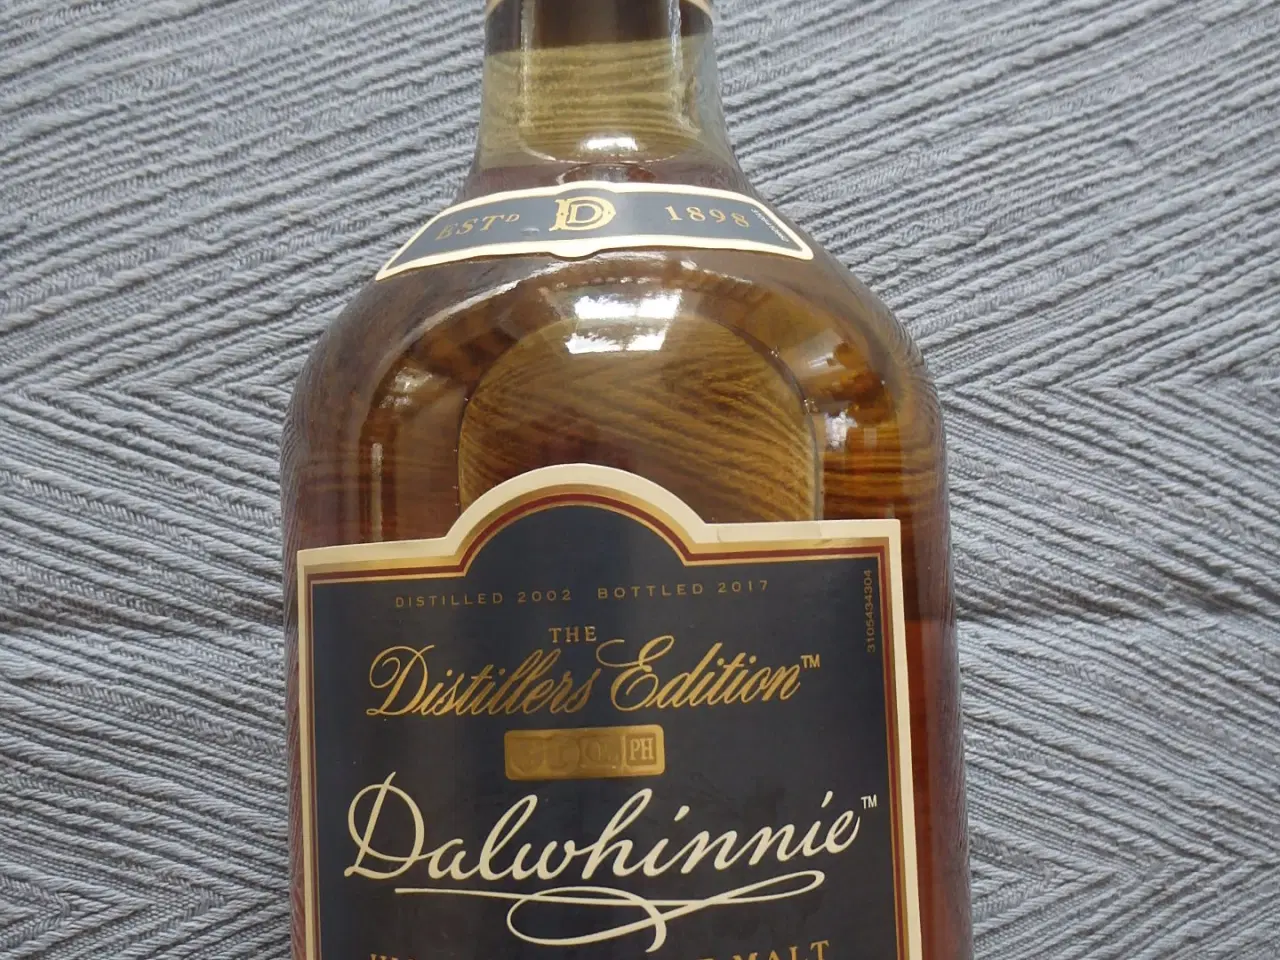 ESTD D 1898
DISTILLED 2002 BOTTLED 2017
3105434304
THE
Distillers Edition™
PH
Dalwhinnie™
MALT